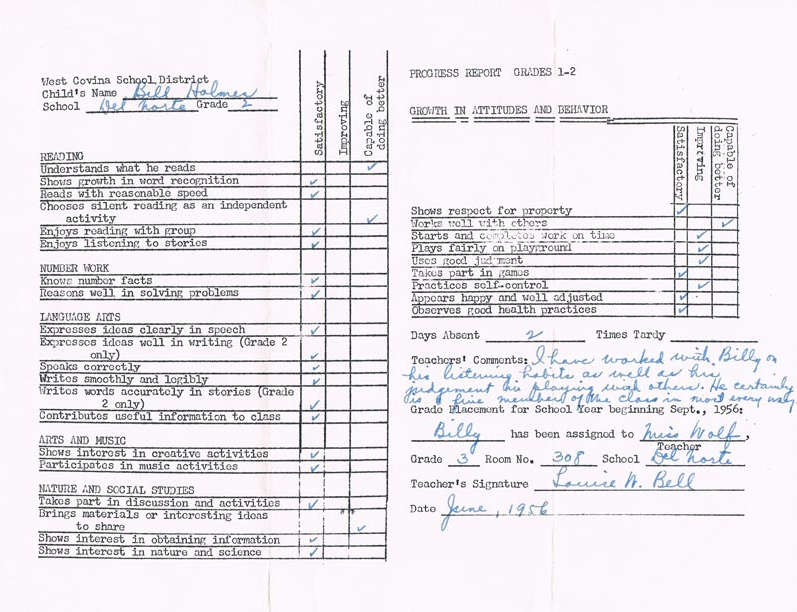 West Covina School District
Child's Name Bill Holmes
School Del Norte Grade 2
Satisfactory
Improving
Capable of doing better
READING
Understands what he reads ✓
Shows growth in word recognition ✓
Reads with reasonable speed ✓
Chooses silent reading as an independent
activity ✓
Enjoys reading with group ✓
Enjoys listening to stories ✓
NUMBER WORK
Knows number facts ✓
Reasons well in solving problems ✓
LANGUAGE ARTS
Expresses ideas clearly in speech ✓
Expresses ideas well in writing (Grade 2
only) ✓
Speaks correctly ✓
Writes smoothly and legibly ✓
Writes words accurately in stories (Grade
2 only) ✓
Contributes useful information to class ✓
ARTS AND MUSIC
Shows interest in creative activities ✓
Participates in music activities ✓
NATURE AND SOCIAL STUDIES
Takes part in discussion and activities ✓
Brings materials or interesting ideas
to share ✓
Shows interest in obtaining information ✓
Shows interest in nature and science ✓
PROGRESS REPORT GRADES 1-2
GROWTH IN ATTITUDES AND BEHAVIOR
Satisfactory
Improving
Capable of doing better
Shows respect for property ✓
Works well with others ✓
Starts and completes work on time ✓
Plays fairly on playground ✓
Uses good judgment ✓
Takes part in games ✓
Practices self-control ✓
Appears happy and well adjusted ✓
Observes good health practices ✓
Days Absent 2 Times Tardy
Teachers' Comments: I have worked with Billy on
his listening habits as well as his
judgement in playing with others. He certainly
is a fine member of the class in most every way.
Grade Placement for School Year beginning Sept., 1956:
Billy has been assigned to Miss Wolf,
Teacher
Grade 3 Room No. 308 School Del Norte
Teacher's Signature Louise W. Bell
Date June, 1956